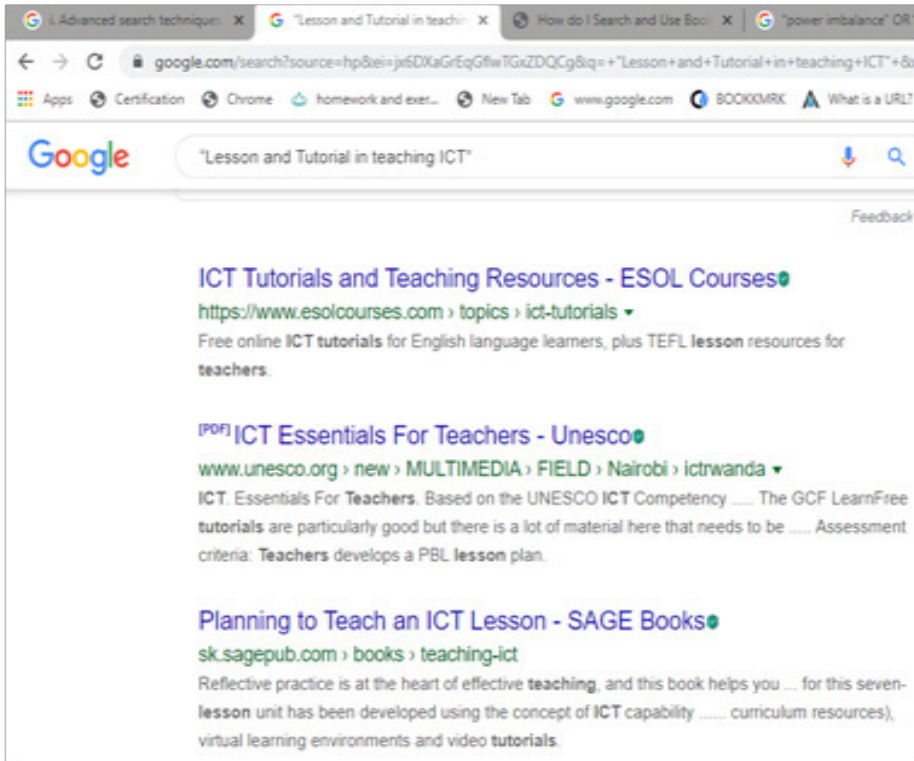 i. Advanced search technique: × "Lesson and Tutorial in teachin × How do I Search and Use Bool × "power imbalance" OR
google.com/search?source=hp&ei=jx6DXaGrEqGflwTGxZDQCg&q=+"Lesson+and+Tutorial+in+teaching+ICT"+&
Apps Certification Chrome homework and exer... New Tab www.google.com BOOKKMRK What is a URL?
Google "Lesson and Tutorial in teaching ICT"
Feedback
ICT Tutorials and Teaching Resources - ESOL Courses
https://www.esolcourses.com › topics › ict-tutorials ▾
Free online ICT tutorials for English language learners, plus TEFL lesson resources for
teachers.
[PDF] ICT Essentials For Teachers - Unesco
www.unesco.org › new › MULTIMEDIA › FIELD › Nairobi › ictrwanda ▾
ICT. Essentials For Teachers. Based on the UNESCO ICT Competency ..... The GCF LearnFree
tutorials are particularly good but there is a lot of material here that needs to be ..... Assessment
criteria: Teachers develops a PBL lesson plan.
Planning to Teach an ICT Lesson - SAGE Books
sk.sagepub.com › books › teaching-ict
Reflective practice is at the heart of effective teaching, and this book helps you ... for this seven-
lesson unit has been developed using the concept of ICT capability ...... curriculum resources),
virtual learning environments and video tutorials.